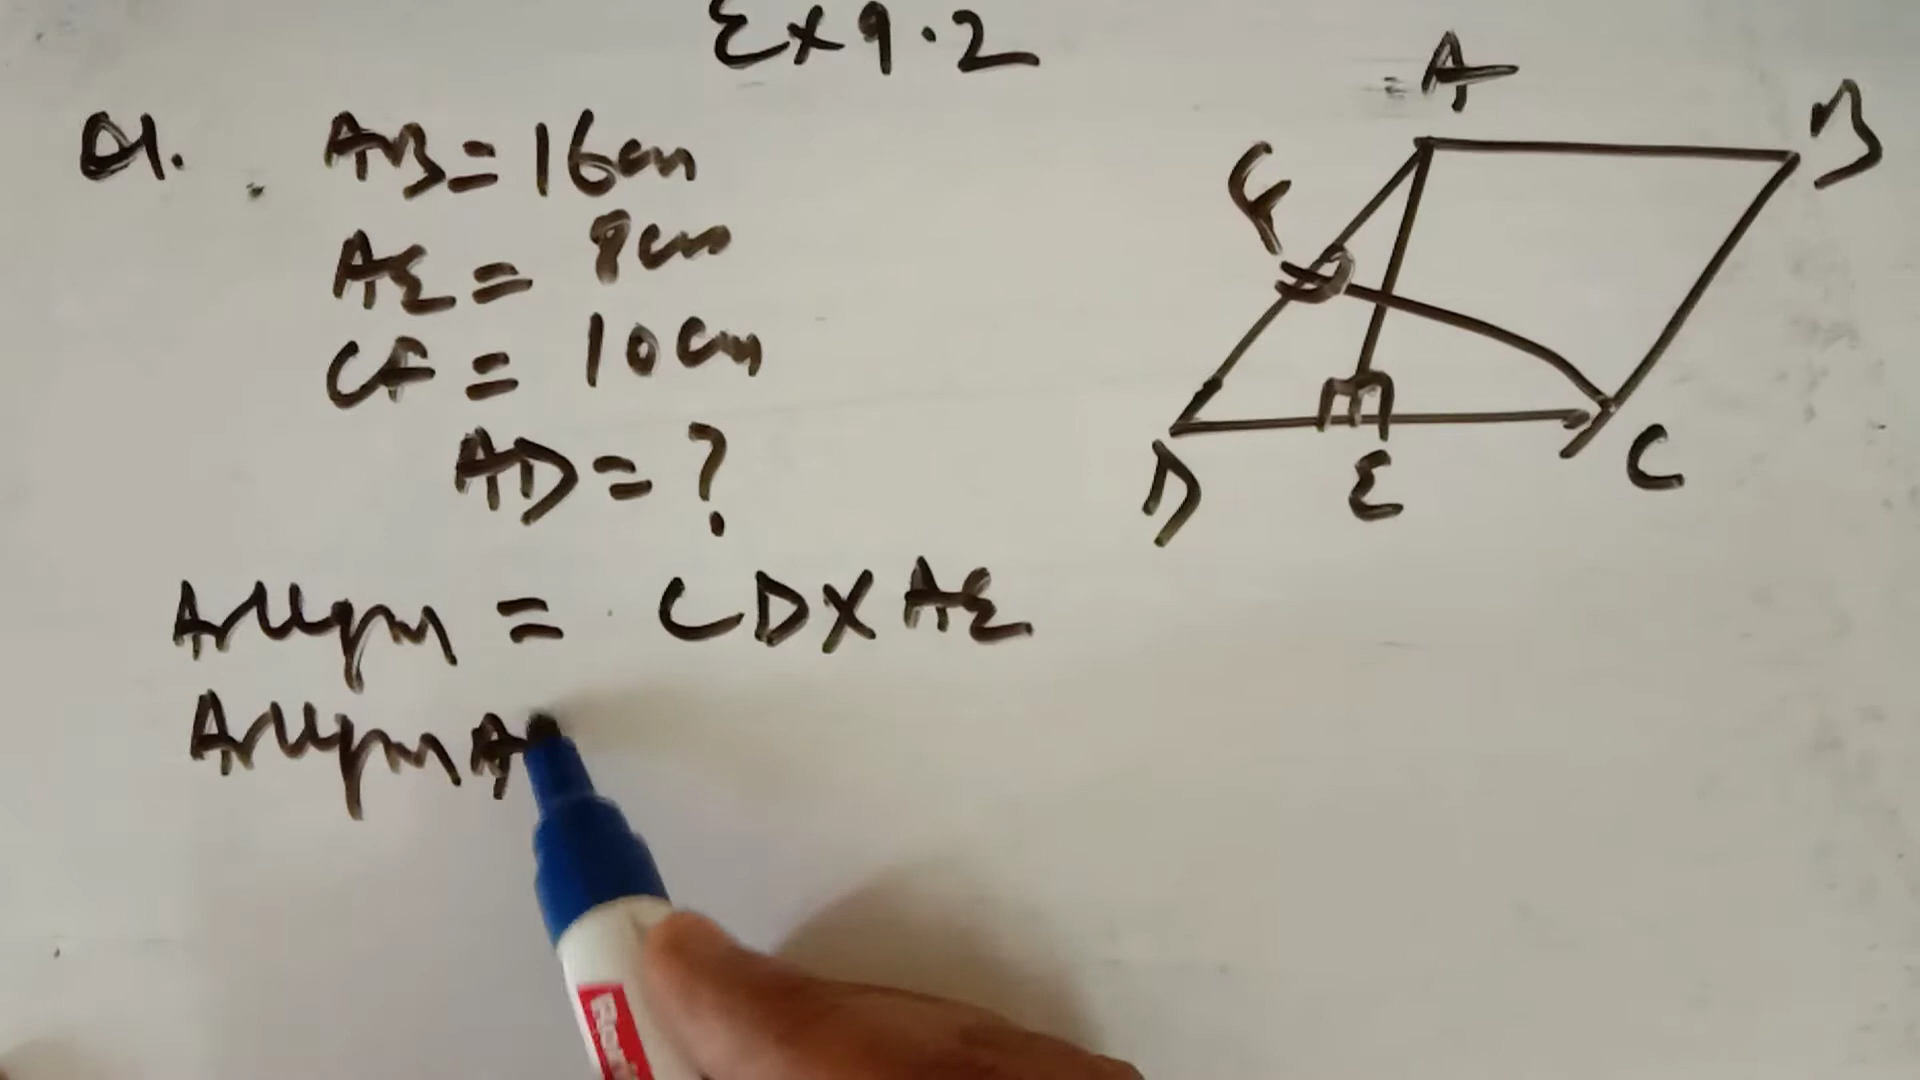 Ex 9.2
Q1. AB = 16cm
AE = 8cm
CF = 10cm
AD = ?
Ar llgm = CD X AE
Ar llgm A
A
B
F
D
E
C